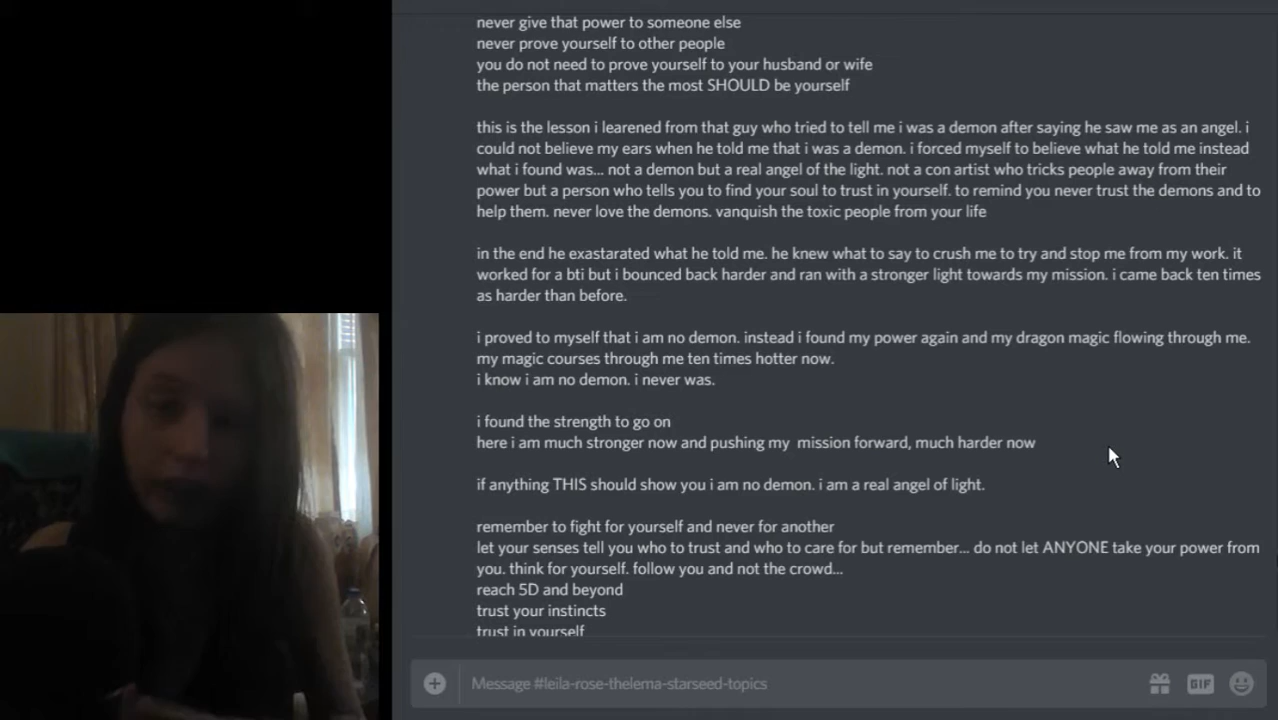 never give that power to someone else
never prove yourself to other people
you do not need to prove yourself to your husband or wife
the person that matters the most SHOULD be yourself
this is the lesson i learened from that guy who tried to tell me i was a demon after saying he saw me as an angel. i
could not believe my ears when he told me that i was a demon. i forced myself to believe what he told me instead
what i found was... not a demon but a real angel of the light. not a con artist who tricks people away from their
power but a person who tells you to find your soul to trust in yourself. to remind you never trust the demons and to
help them. never love the demons. vanquish the toxic people from your life
in the end he exastarated what he told me. he knew what to say to crush me to try and stop me from my work. it
worked for a bti but i bounced back harder and ran with a stronger light towards my mission. i came back ten times
as harder than before.
i proved to myself that i am no demon. instead i found my power again and my dragon magic flowing through me.
my magic courses through me ten times hotter now.
i know i am no demon. i never was.
i found the strength to go on
here i am much stronger now and pushing my  mission forward, much harder now
if anything THIS should show you i am no demon. i am a real angel of light.
remember to fight for yourself and never for another
let your senses tell you who to trust and who to care for but remember... do not let ANYONE take your power from
you. think for yourself. follow you and not the crowd...
reach 5D and beyond
trust your instincts
trust in yourself
Message #leila-rose-thelema-starseed-topics
GIF